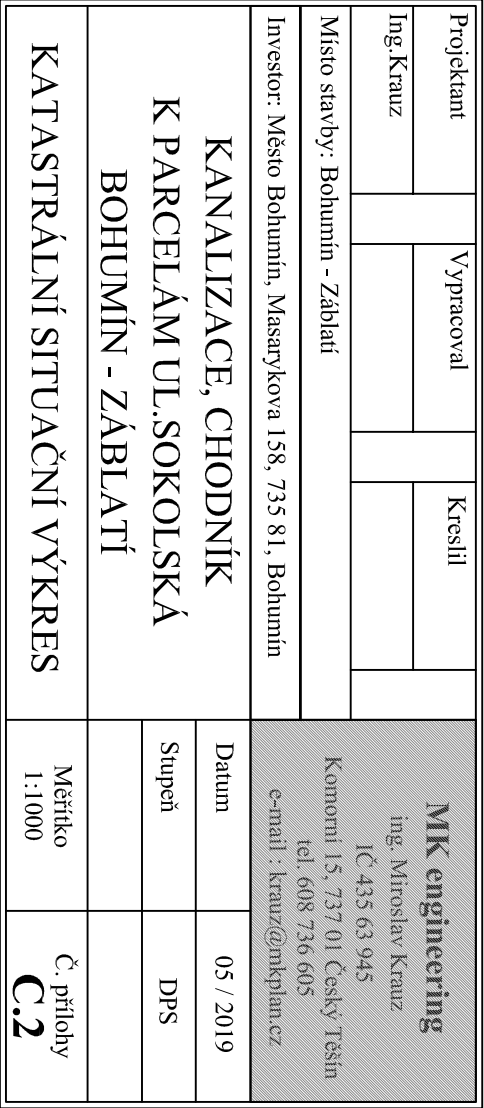 Projektant
Vypracoval
Kreslil
Ing.Krauz
MK engineering
ing. Miroslav Krauz
IČ 435 63 945
Komorní 15, 737 01 Český Těšín
tel. 608 736 605
e-mail : krauz@mkplan.cz
Místo stavby: Bohumín - Záblatí
Investor: Město Bohumín, Masarykova 158, 735 81, Bohumín
KANALIZACE, CHODNÍK
K PARCELÁM UL.SOKOLSKÁ
BOHUMÍN - ZÁBLATÍ
Datum
05 / 2019
Stupeň
DPS
KATASTRÁLNÍ SITUAČNÍ VÝKRES
Měřítko
1:1000
Č. přílohy
C.2